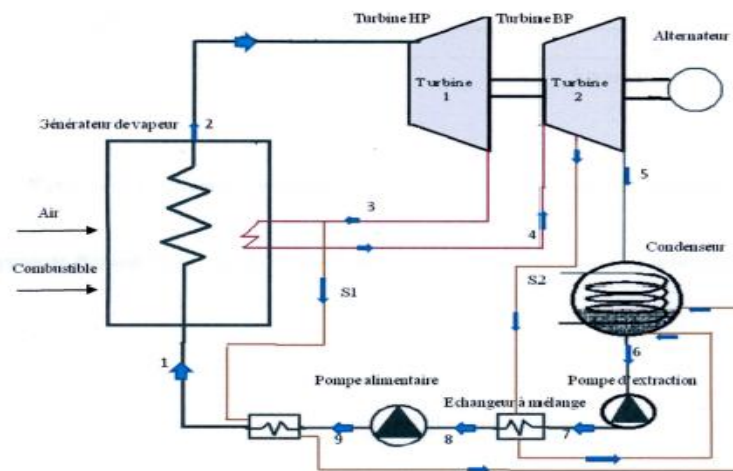 Turbine HP
Turbine BP
Alternateur
Turbine
1
Turbine
2
Générateur de vapeur
2
5
Air
3
4
Condenseur
Combustible
S1
S2
6
1
Pompe alimentaire
Pompe d'extraction
Echangeur à mélange
9
8
7